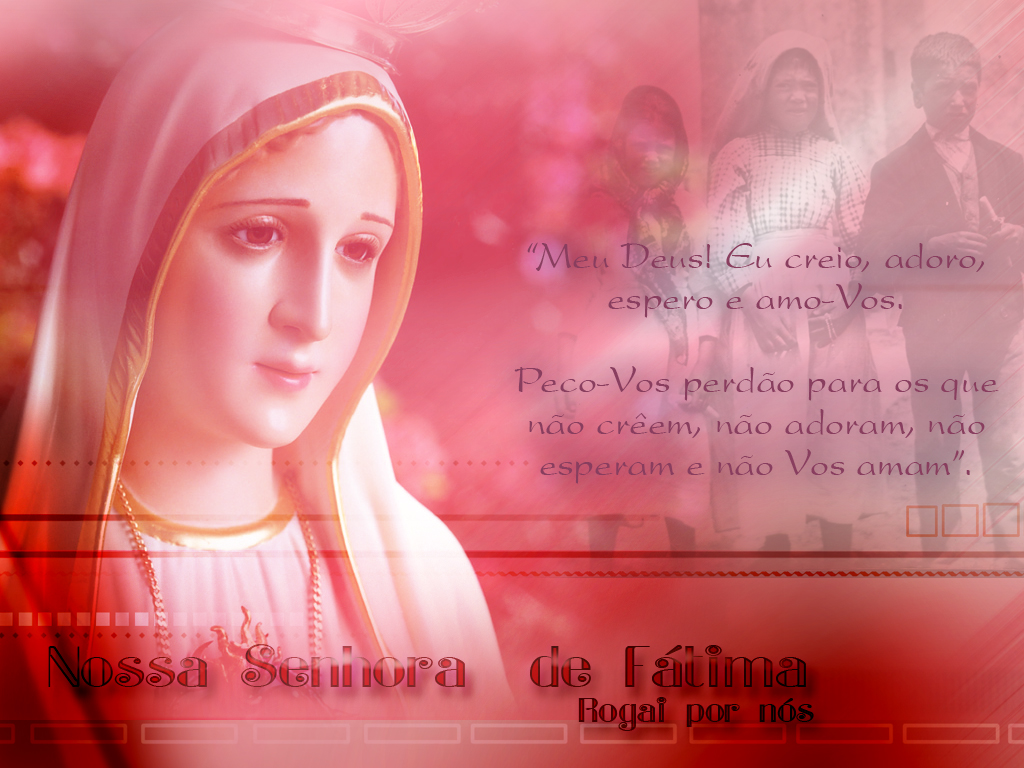 “Meu Deus! Eu creio, adoro,
espero e amo-Vos.
Peco-Vos perdão para os que
não crêem, não adoram, não
esperam e não Vos amam”.
Nossa Senhora de Fátima
Rogai por nós